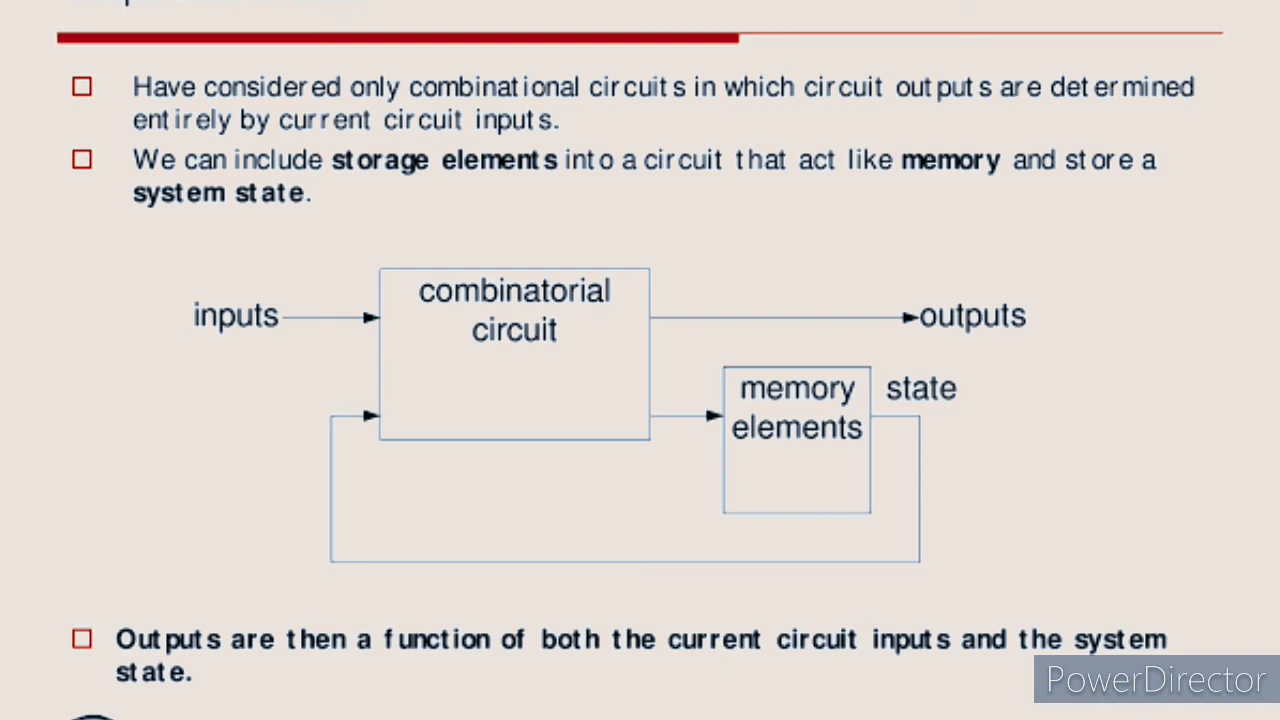 Have considered only combinational circuits in which circuit outputs are determined
entirely by current circuit inputs.
We can include storage elements into a circuit that act like memory and store a
system state.
combinatorial
circuit
inputs
outputs
memory
elements
state
Outputs are then a function of both the current circuit inputs and the system
state.
PowerDirector